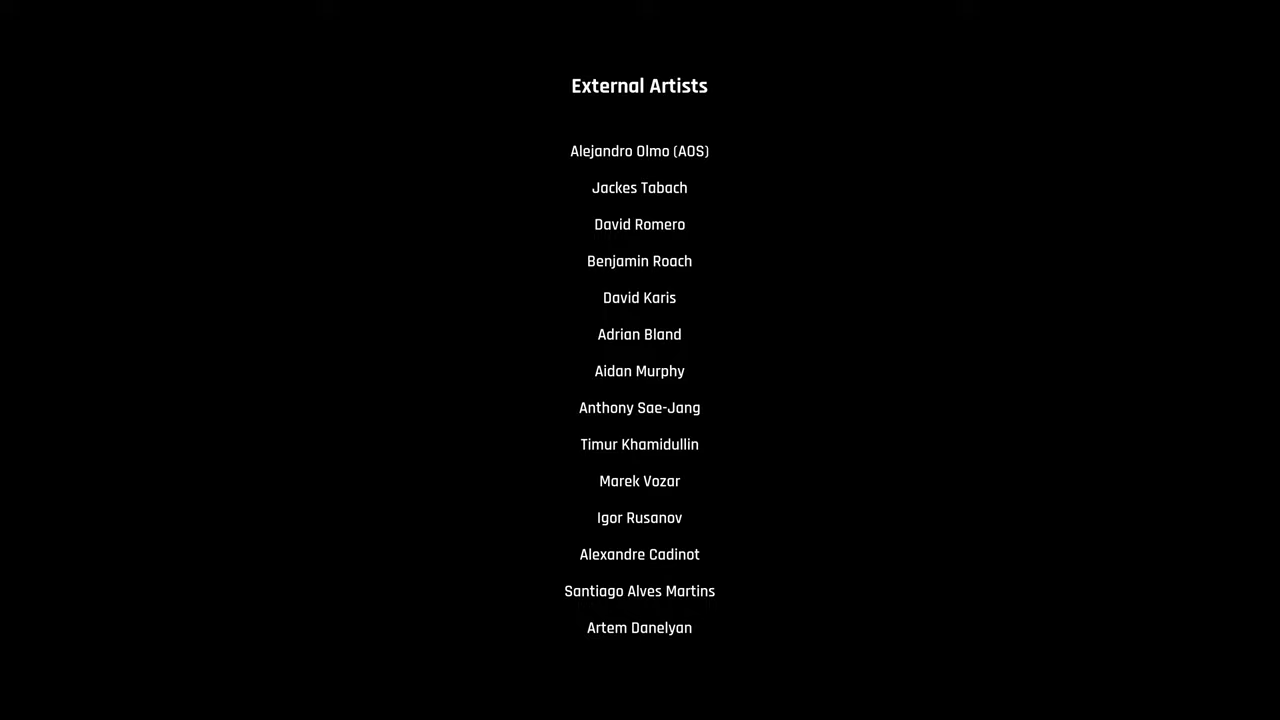 External Artists
Alejandro Olmo (AOS)
Jackes Tabach
David Romero
Benjamin Roach
David Karis
Adrian Bland
Aidan Murphy
Anthony Sae-Jang
Timur Khamidullin
Marek Vozar
Igor Rusanov
Alexandre Cadinot
Santiago Alves Martins
Artem Danelyan